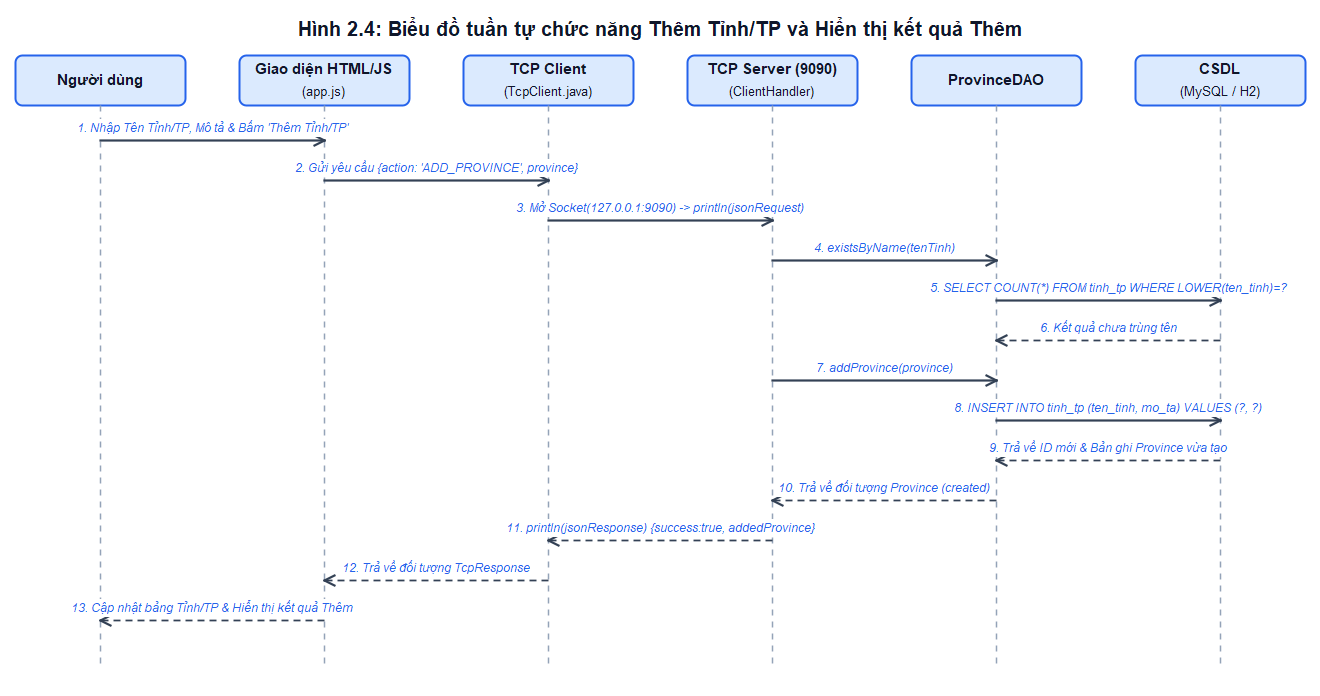 Hình 2.4: Biểu đồ tuần tự chức năng Thêm Tỉnh/TP và Hiển thị kết quả Thêm
Người dùng
Giao diện HTML/JS
(app.js)
TCP Client
(TcpClient.java)
TCP Server (9090)
(ClientHandler)
ProvinceDAO
CSDL
(MySQL / H2)
1. Nhập Tên Tỉnh/TP, Mô tả & Bấm 'Thêm Tỉnh/TP'
2. Gửi yêu cầu {action: 'ADD_PROVINCE', province}
3. Mở Socket(127.0.0.1:9090) -> println(jsonRequest)
4. existsByName(tenTinh)
5. SELECT COUNT(*) FROM tinh_tp WHERE LOWER(ten_tinh)=?
6. Kết quả chưa trùng tên
7. addProvince(province)
8. INSERT INTO tinh_tp (ten_tinh, mo_ta) VALUES (?, ?)
9. Trả về ID mới & Bản ghi Province vừa tạo
10. Trả về đối tượng Province (created)
11. println(jsonResponse) {success:true, addedProvince}
12. Trả về đối tượng TcpResponse
13. Cập nhật bảng Tỉnh/TP & Hiển thị kết quả Thêm